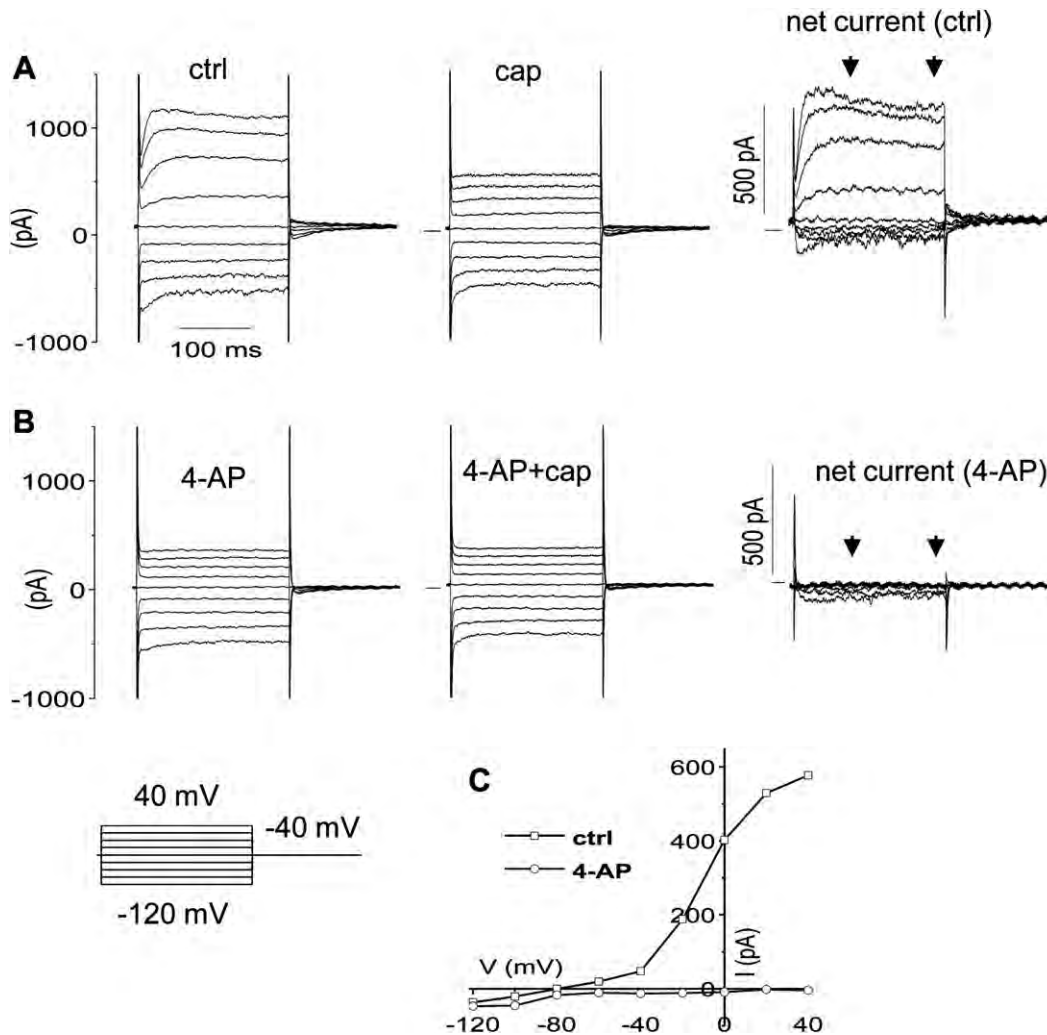 net current (ctrl)
A
ctrl
cap
1000
0
-1000
(pA)
100 ms
500 pA
B
4-AP
4-AP+cap
net current (4-AP)
1000
0
-1000
(pA)
500 pA
40 mV
-40 mV
-120 mV
C
ctrl
4-AP
600
400
200
0
V (mV)
I (pA)
-120 -80 -40 0 40